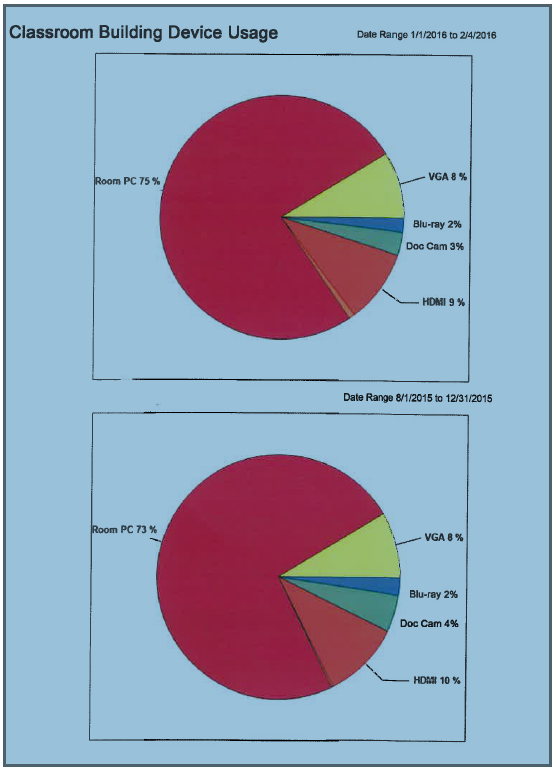 Classroom Building Device Usage
Date Range 1/1/2016 to 2/4/2016
Room PC 75 %
VGA 8 %
Blu-ray 2%
Doc Cam 3%
HDMI 9 %
Date Range 8/1/2015 to 12/31/2015
Room PC 73 %
VGA 8 %
Blu-ray 2%
Doc Cam 4%
HDMI 10 %